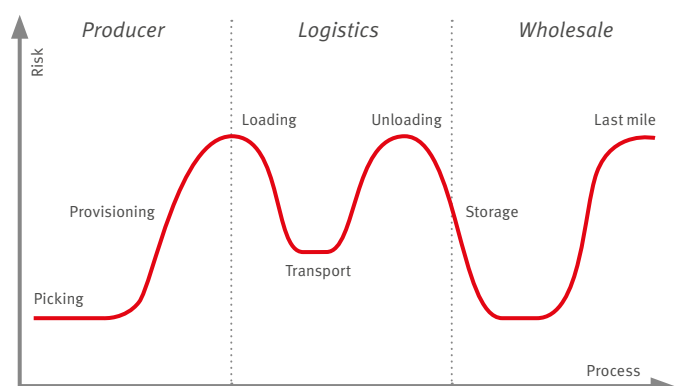 Producer
Logistics
Wholesale
Risk
Loading
Unloading
Last mile
Provisioning
Storage
Transport
Picking
Process